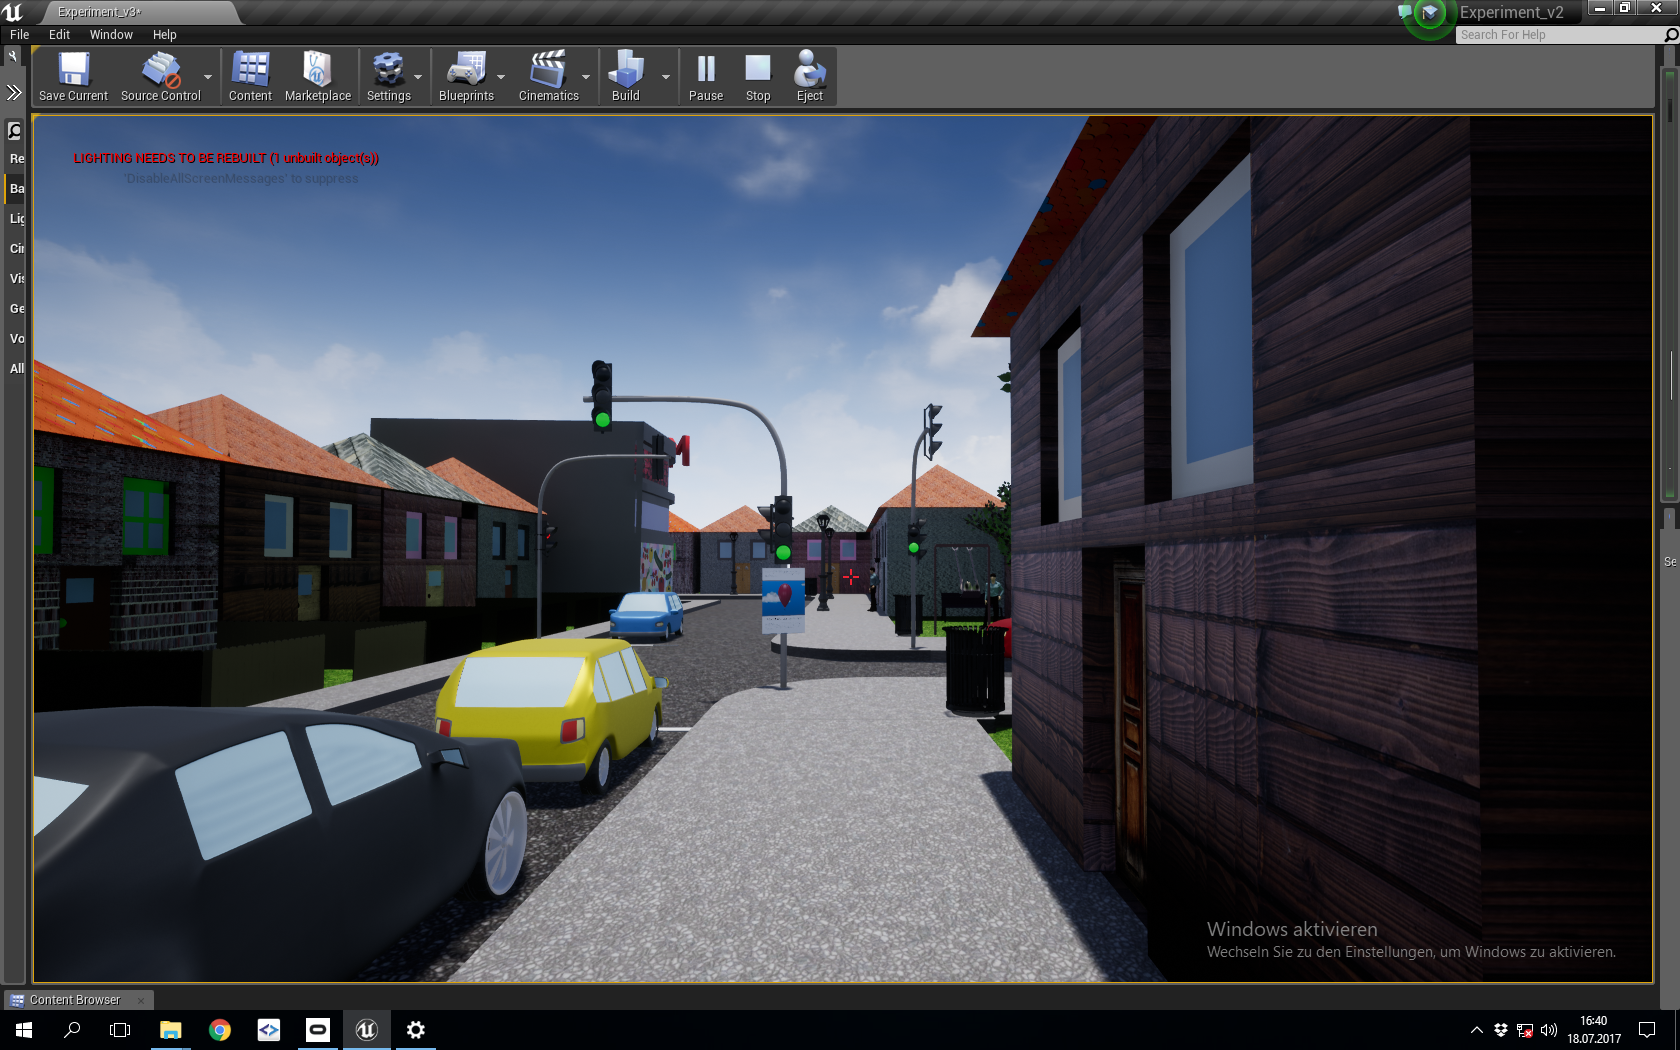 Experiment_v3*
Experiment_v2
File Edit Window Help
Search For Help
Save Current Source Control Content Marketplace Settings Blueprints Cinematics Build Pause Stop Eject
Re
Ba
Lig
Cin
Vis
Ge
Vo
All
LIGHTING NEEDS TO BE REBUILT (1 unbuilt object(s))
'DisableAllScreenMessages' to suppress
M
Se
Windows aktivieren
Wechseln Sie zu den Einstellungen, um Windows zu aktivieren.
Content Browser
16:40
18.07.2017